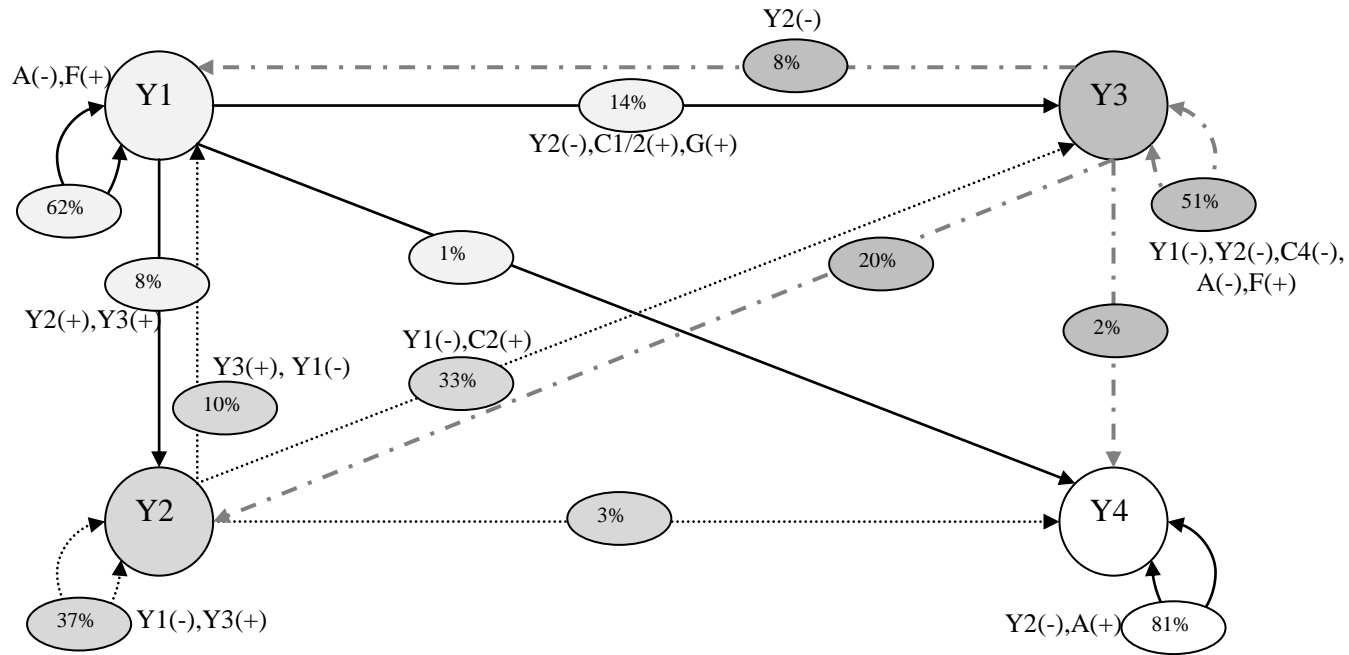 Y2(-)
8%
A(-),F(+)
Y1
Y3
14%
Y2(-),C1/2(+),G(+)
62%
51%
Y1(-),Y2(-),C4(-),
A(-),F(+)
1%
20%
8%
Y2(+),Y3(+)
2%
Y1(-),C2(+)
33%
Y3(+), Y1(-)
10%
Y2
3%
Y4
37%
Y1(-),Y3(+)
Y2(-),A(+)
81%